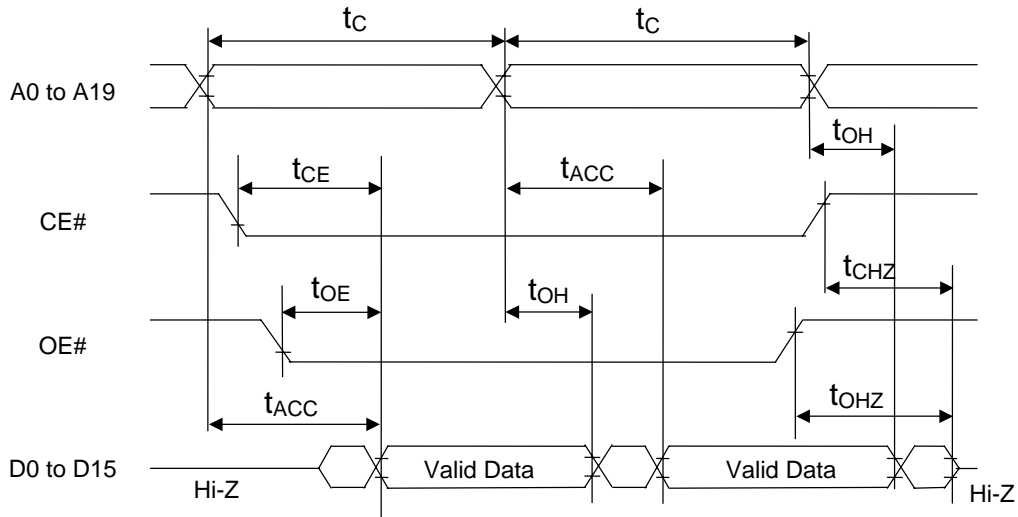 tC tC
A0 to A19
tOH
tCE tACC
CE#
tCHZ
tOE tOH
OE#
tACC tOHZ
D0 to D15 Valid Data Valid Data
Hi-Z Hi-Z